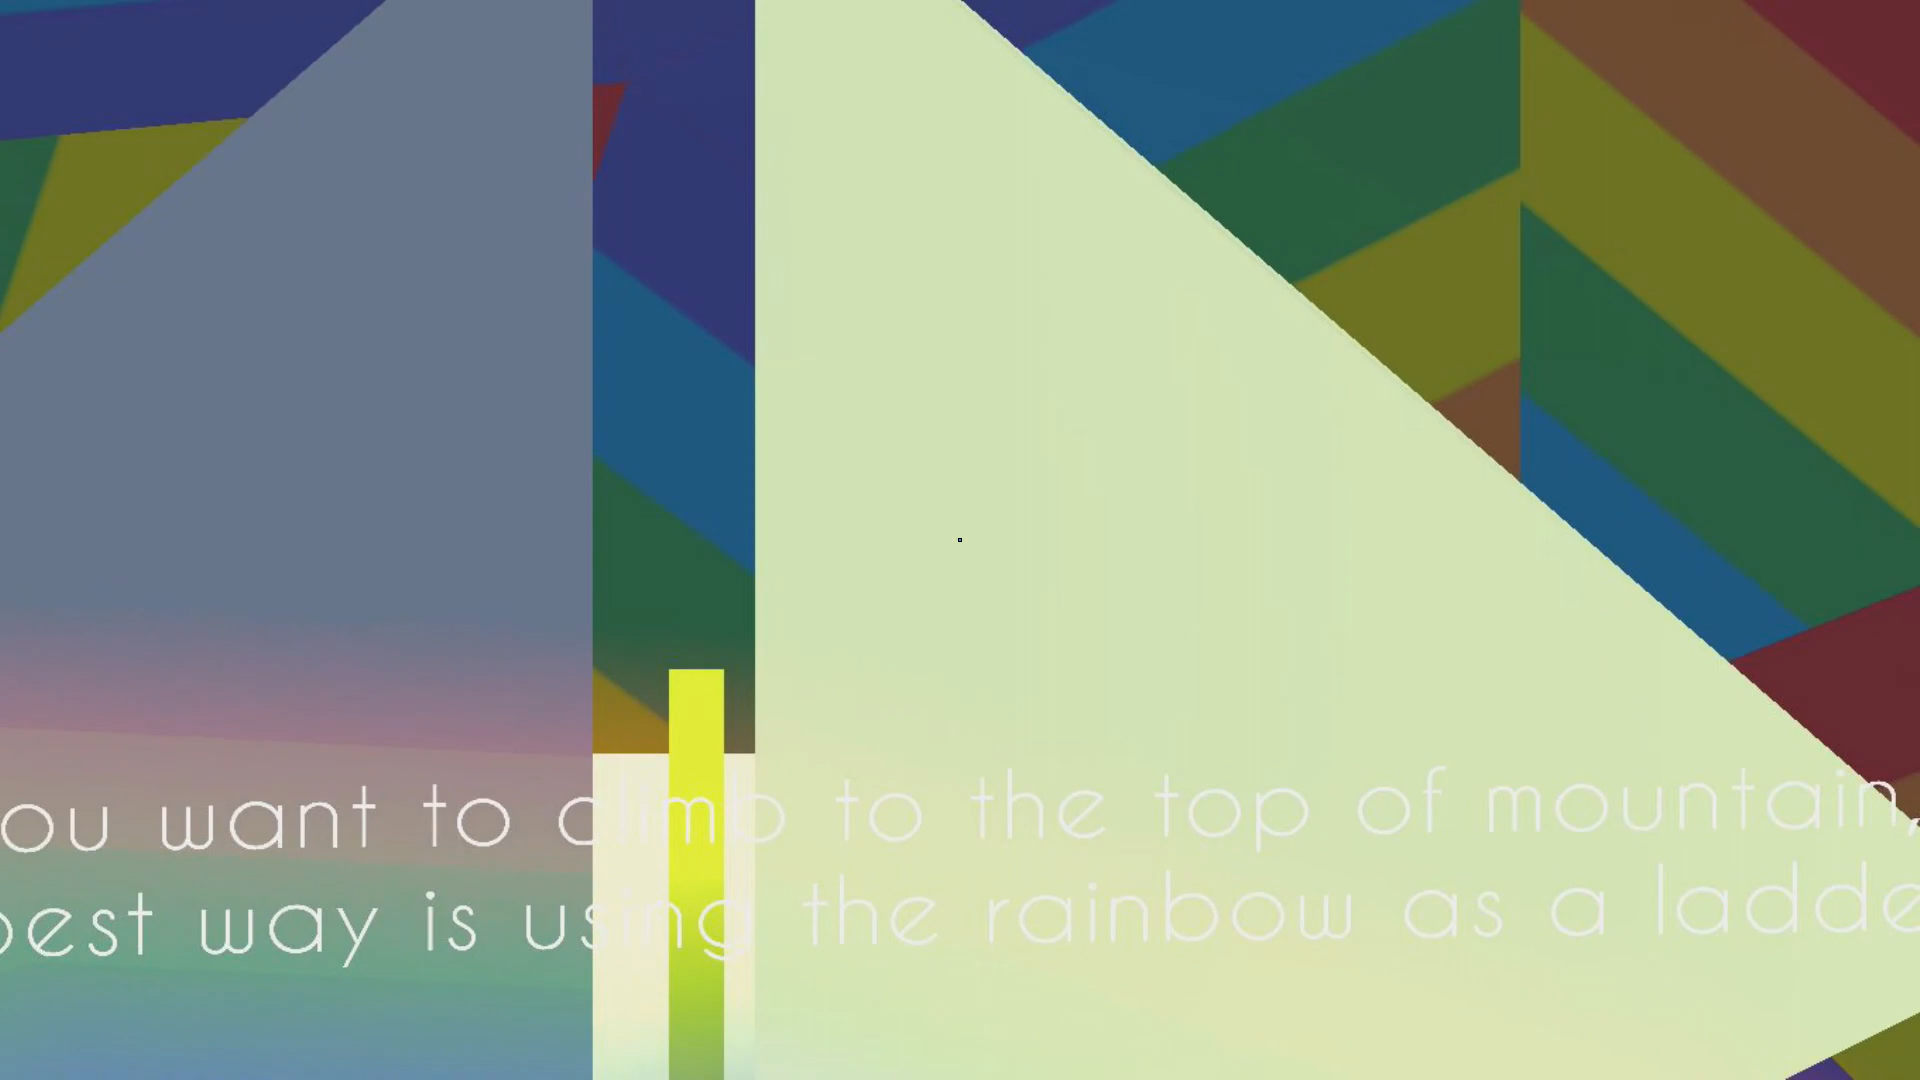 ou want to climb to the top of mountain,
best way is using the rainbow as a ladde